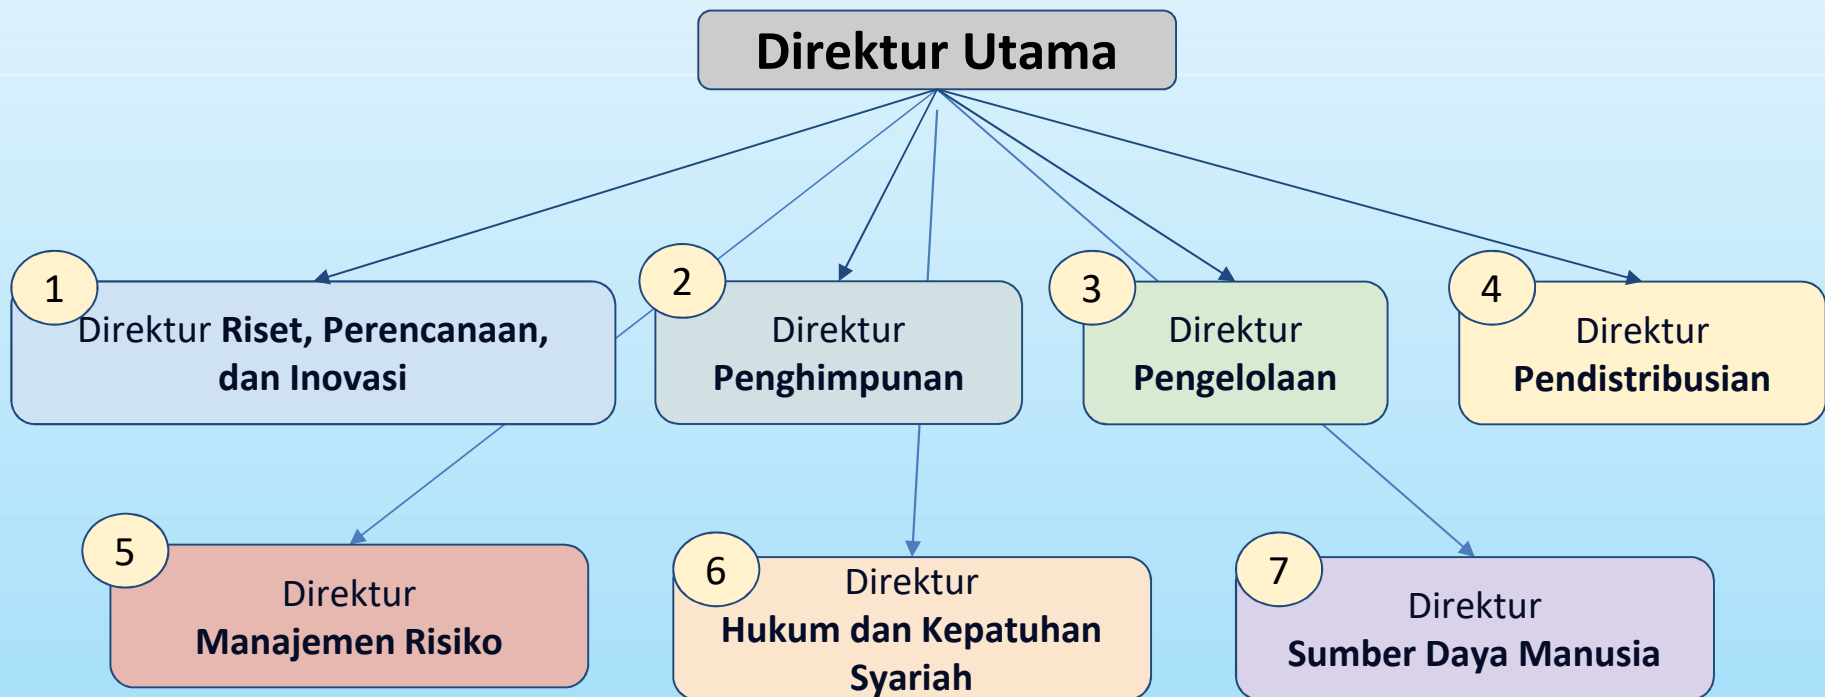 Direktur Utama
1
Direktur Riset, Perencanaan,
dan Inovasi
2
Direktur
Penghimpunan
3
Direktur
Pengelolaan
4
Direktur
Pendistribusian
5
Direktur
Manajemen Risiko
6
Direktur
Hukum dan Kepatuhan
Syariah
7
Direktur
Sumber Daya Manusia